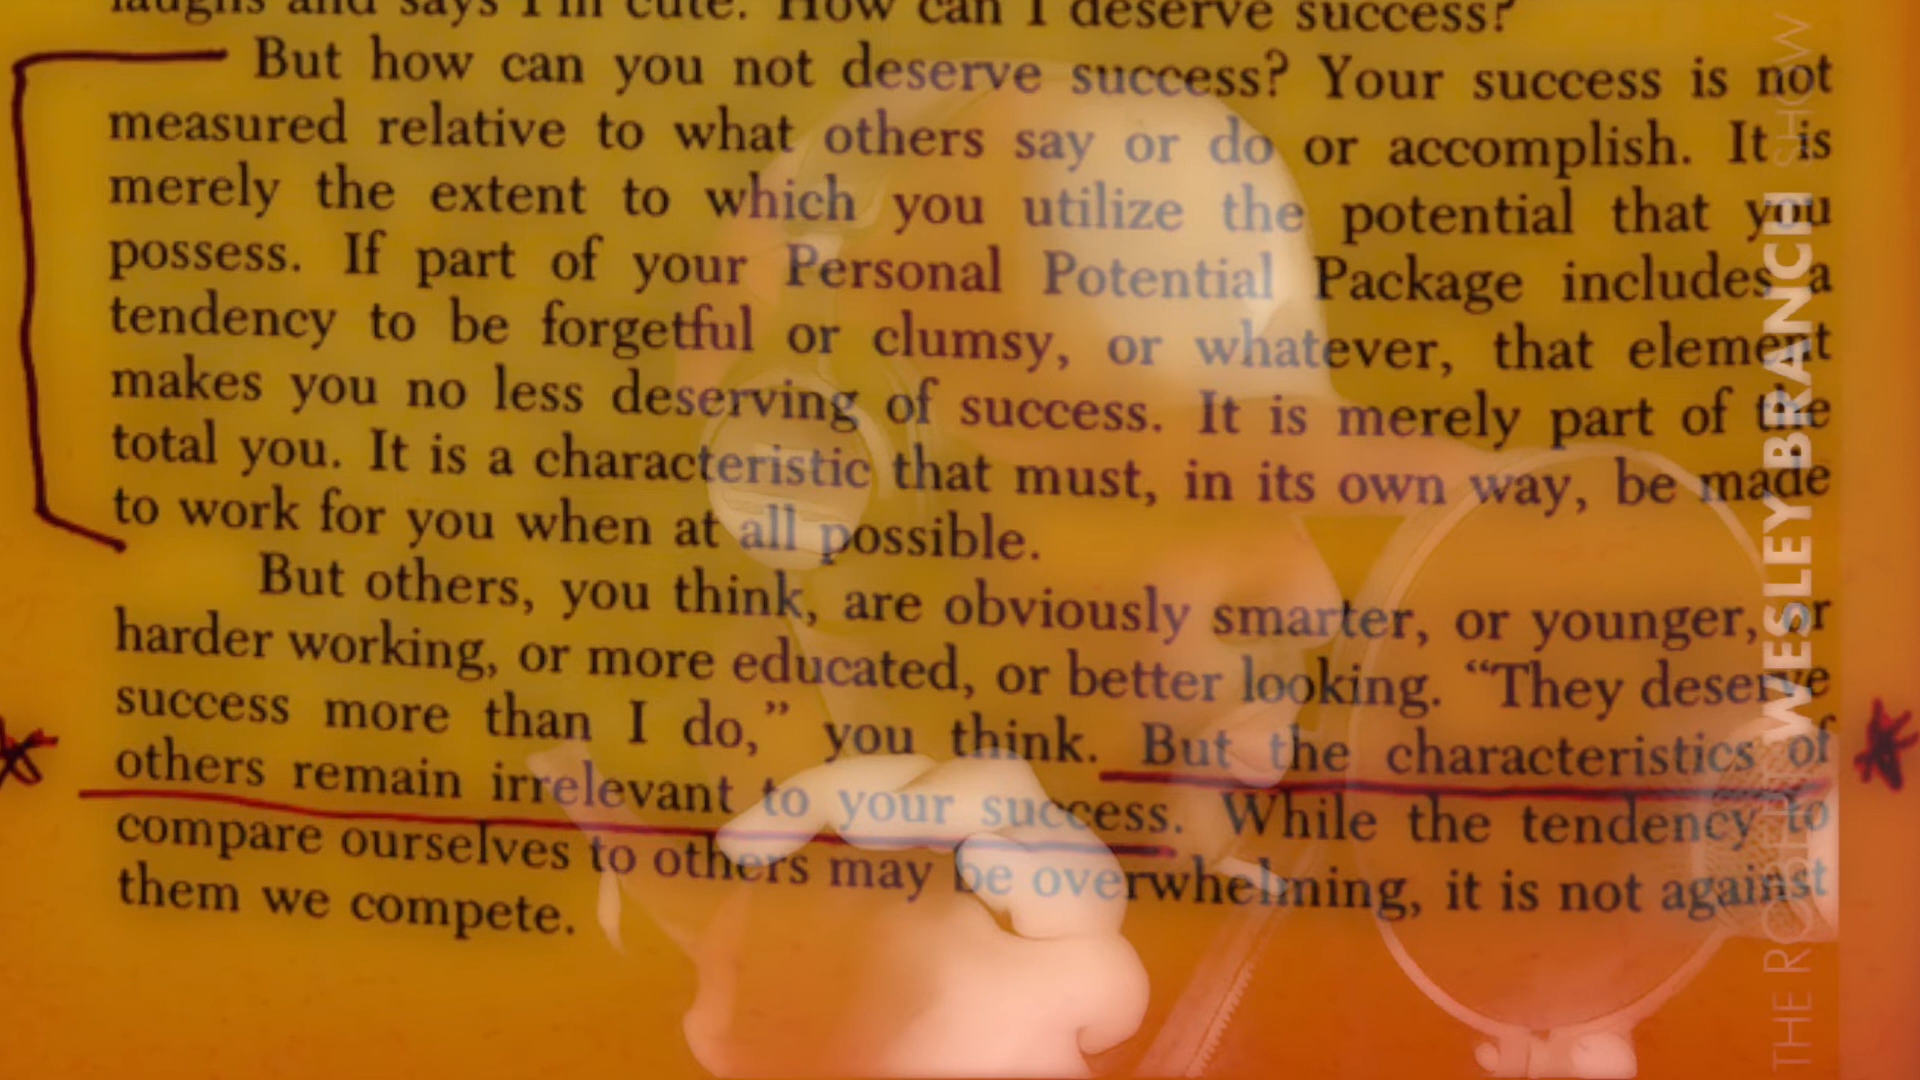 laughs and says I'm cute. How can I deserve success?
But how can you not deserve success? Your success is not
measured relative to what others say or do or accomplish. It is
merely the extent to which you utilize the potential that you
possess. If part of your Personal Potential Package includes a
tendency to be forgetful or clumsy, or whatever, that element
makes you no less deserving of success. It is merely part of the
total you. It is a characteristic that must, in its own way, be made
to work for you when at all possible.
But others, you think, are obviously smarter, or younger, or
harder working, or more educated, or better looking. “They deserve
success more than I do,” you think. But the characteristics of
others remain irrelevant to your success. While the tendency to
compare ourselves to others may be overwhelming, it is not against
them we compete.
WESLEY BRANCH SHOW